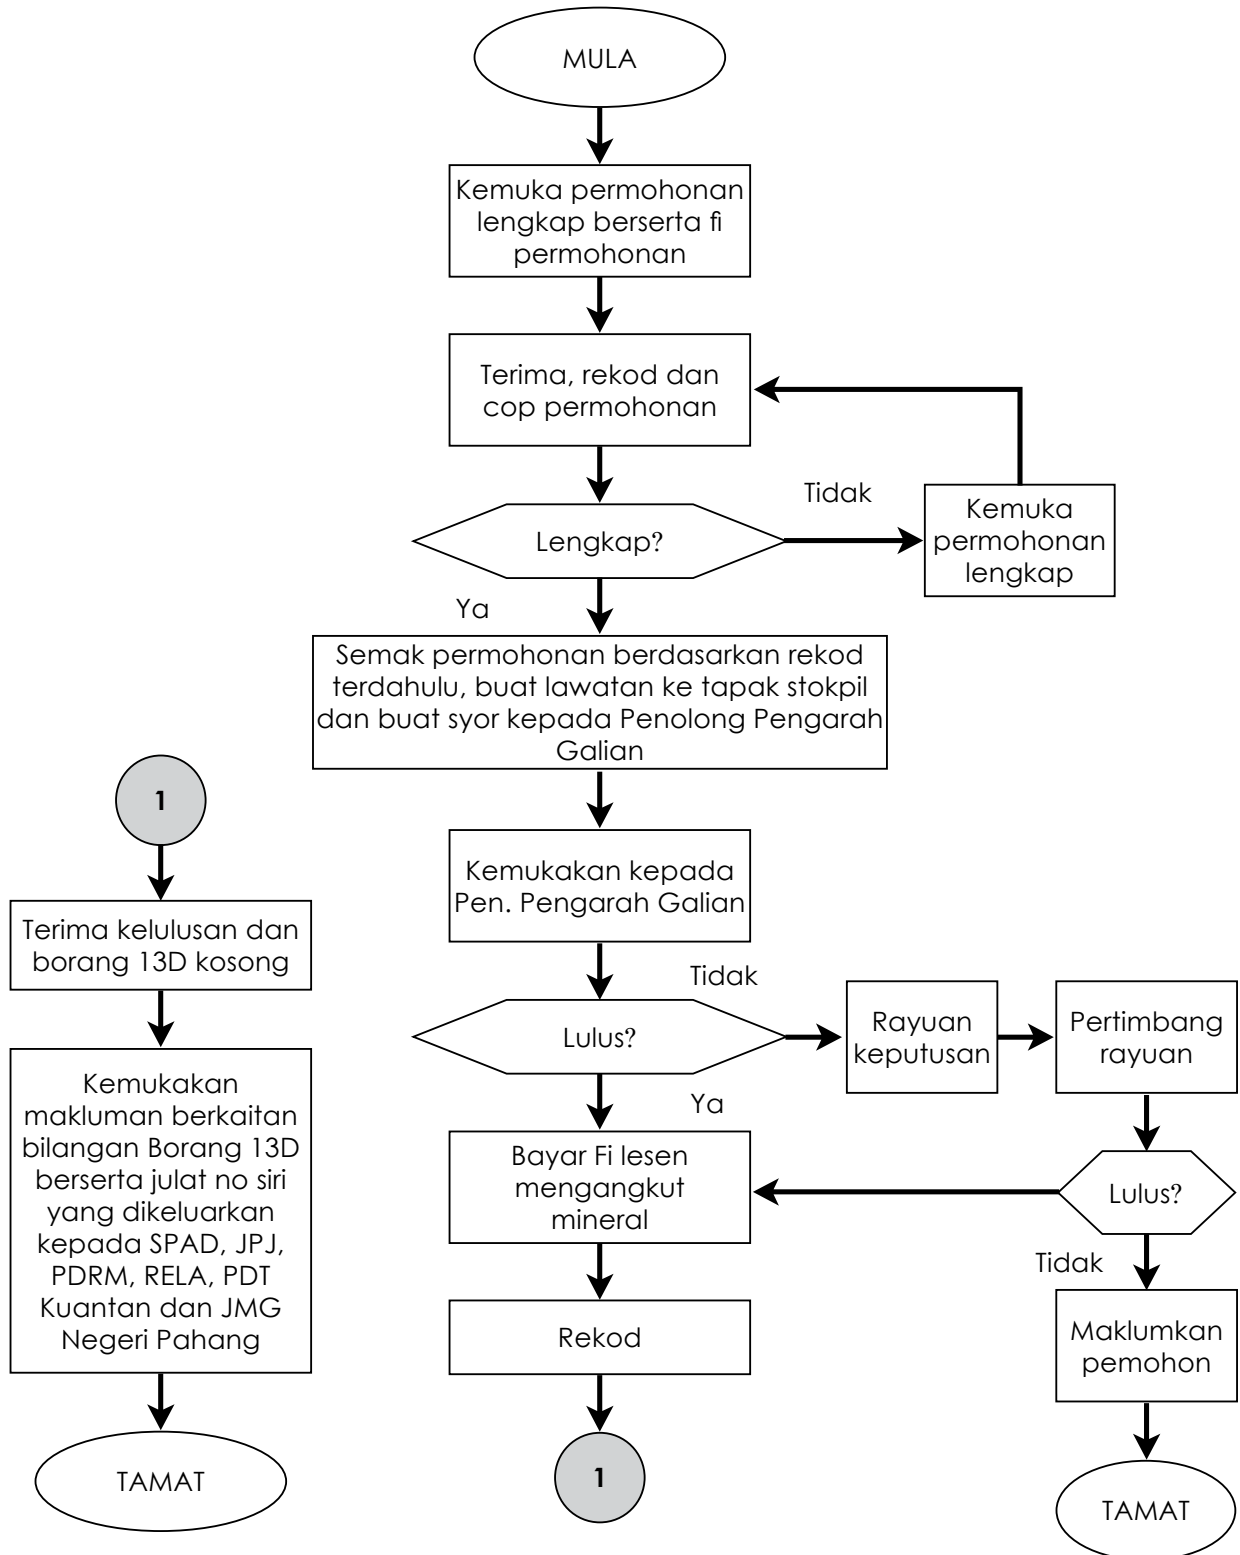 MULA
Kemuka permohonan
lengkap berserta fi
permohonan
Terima, rekod dan
cop permohonan
Lengkap?
Tidak
Kemuka
permohonan
lengkap
Ya
Semak permohonan berdasarkan rekod
terdahulu, buat lawatan ke tapak stokpil
dan buat syor kepada Penolong Pengarah
Galian
Kemukakan kepada
Pen. Pengarah Galian
Lulus?
Tidak
Rayuan
keputusan
Pertimbang
rayuan
Lulus?
Tidak
Maklumkan
pemohon
TAMAT
Ya
Bayar Fi lesen
mengangkut
mineral
Rekod
1
1
Terima kelulusan dan
borang 13D kosong
Kemukakan
makluman berkaitan
bilangan Borang 13D
berserta julat no siri
yang dikeluarkan
kepada SPAD, JPJ,
PDRM, RELA, PDT
Kuantan dan JMG
Negeri Pahang
TAMAT